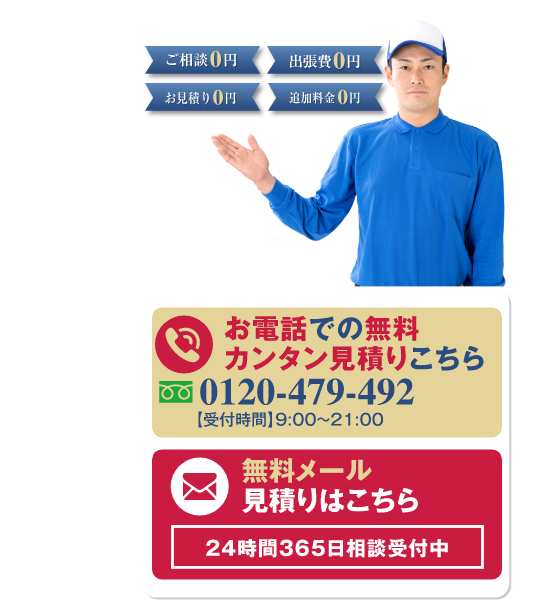 ご相談0円
出張費0円
お見積り0円
追加料金0円
お電話での無料
カンタン見積りこちら
0120-479-492
【受付時間】9:00～21:00
無料メール
見積りはこちら
24時間365日相談受付中